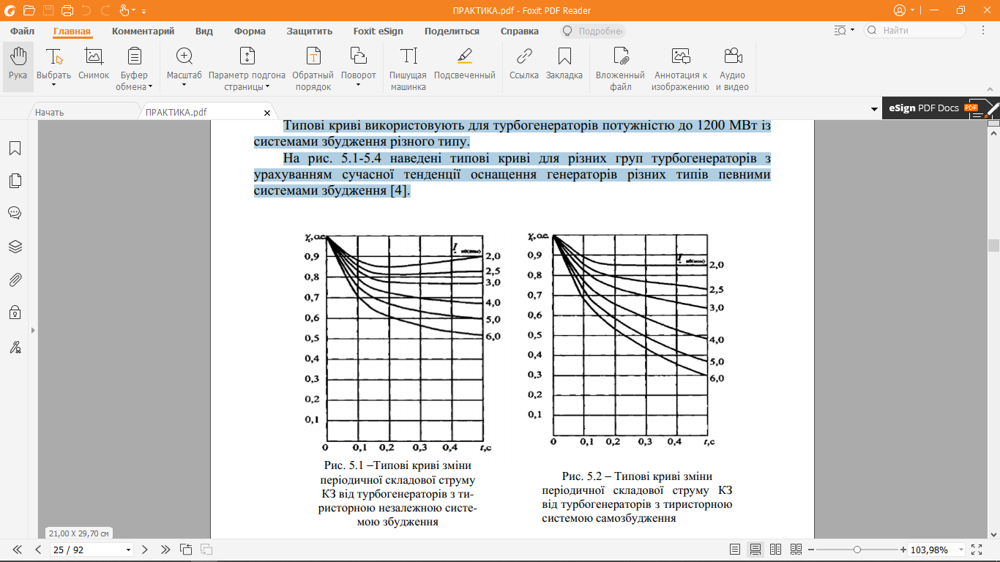 ПРАКТИКА.pdf - Foxit PDF Reader
Файл Главная Комментарий Вид Форма Защитить Foxit eSign Поделиться Справка Подробнее Найти
Рука Выбрать Снимок Буфер обмена Масштаб Параметр подгона страницы Обратный порядок Поворот Пишущая машинка Подсвеченный Ссылка Закладка Вложенный файл Аннотация к изображению Аудио и видео
Начать ПРАКТИКА.pdf eSign PDF Docs PDF
Типові криві використовують для турбогенераторів потужністю до 1200 МВт із
системами збудження різного типу.
На рис. 5.1-5.4 наведені типові криві для різних груп турбогенераторів з
урахуванням сучасної тенденції оснащення генераторів різних типів певними
системами збудження [4].
γt, о.е.
0,9
0,8
0,7
0,6
0,5
0,4
0,3
0,2
0,1
0 0,1 0,2 0,3 0,4 t,с
İ п0(ном)
2,0
2,5
3,0
4,0
5,0
6,0
Рис. 5.1 –Типові криві зміни
періодичної складової струму
КЗ від турбогенераторів з ти-
ристорною незалежною систе-
мою збудження
γt, о.е.
0,9
0,8
0,7
0,6
0,5
0,4
0,3
0,2
0,1
0 0,1 0,2 0,3 0,4 t,с
İ п0(ном)
2,0
2,5
3,0
4,0
5,0
6,0
Рис. 5.2 – Типові криві зміни
періодичної складової струму КЗ
від турбогенераторів з тиристорною
системою самозбудження
21,00 X 29,70 см
25 / 92 103,98%